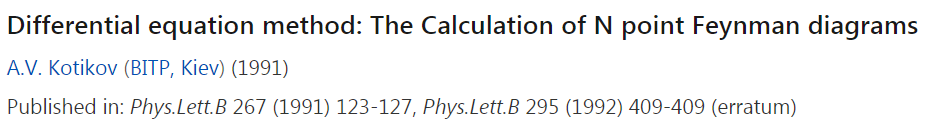 Differential equation method: The Calculation of N point Feynman diagrams
A.V. Kotikov (BITP, Kiev) (1991)
Published in: Phys.Lett.B 267 (1991) 123-127, Phys.Lett.B 295 (1992) 409-409 (erratum)